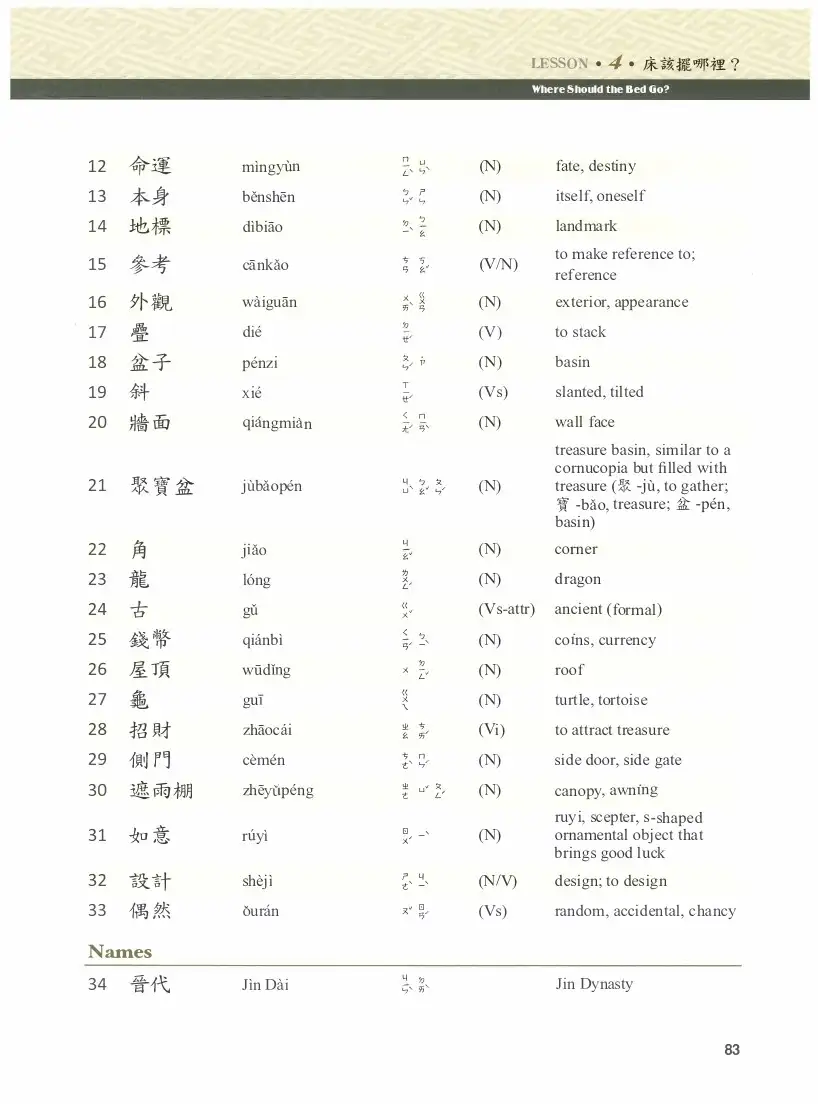 LESSON • 4 • 床該擺哪裡？
Where Should the Bed Go?
12 命運 mìngyùn ㄇㄧㄥˋ ㄩㄣˋ (N) fate, destiny
13 本身 běnshēn ㄅㄣˇ ㄕㄣ (N) itself, oneself
14 地標 dìbiāo ㄉㄧˋ ㄅㄧㄠ (N) landmark
15 參考 cānkǎo ㄘㄢ ㄎㄠˇ (V/N) to make reference to;
reference
16 外觀 wàiguān ㄨㄞˋ ㄍㄨㄢ (N) exterior, appearance
17 疊 dié ㄉㄧㄝˊ (V) to stack
18 盆子 pénzi ㄆㄣˊ ˙ㄗ (N) basin
19 斜 xié ㄒㄧㄝˊ (Vs) slanted, tilted
20 牆面 qiángmiàn ㄑㄧㄤˊ ㄇㄧㄢˋ (N) wall face
21 聚寶盆 jùbǎopén ㄐㄩˋ ㄅㄠˇ ㄆㄣˊ (N) treasure basin, similar to a
cornucopia but filled with
treasure (聚 -jù, to gather;
寶 -bǎo, treasure; 盆 -pén,
basin)
22 角 jiǎo ㄐㄧㄠˇ (N) corner
23 龍 lóng ㄌㄨㄥˊ (N) dragon
24 古 gǔ ㄍㄨˇ (Vs-attr) ancient (formal)
25 錢幣 qiánbì ㄑㄧㄢˊ ㄅㄧˋ (N) coins, currency
26 屋頂 wūdǐng ㄨ ㄉㄧㄥˇ (N) roof
27 龜 guī ㄍㄨㄟ (N) turtle, tortoise
28 招財 zhāocái ㄓㄠ ㄘㄞˊ (Vi) to attract treasure
29 側門 cèmén ㄘㄜˋ ㄇㄣˊ (N) side door, side gate
30 遮雨棚 zhēyǔpéng ㄓㄜ ㄩˇ ㄆㄥˊ (N) canopy, awning
31 如意 rúyì ㄖㄨˊ ㄧˋ (N) ruyi, scepter, s-shaped
ornamental object that
brings good luck
32 設計 shèjì ㄕㄜˋ ㄐㄧˋ (N/V) design; to design
33 偶然 ǒurán ㄡˇ ㄖㄢˊ (Vs) random, accidental, chancy
Names
34 晉代 Jìn Dài ㄐㄧㄣˋ ㄉㄞˋ Jin Dynasty
83